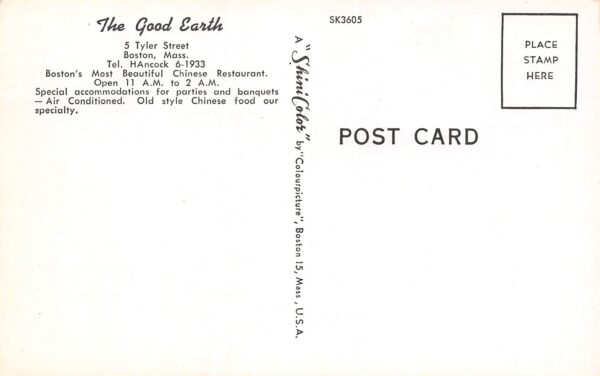 The Good Earth
5 Tyler Street
Boston, Mass.
Tel. HAncock 6-1933
Boston's Most Beautiful Chinese Restaurant.
Open 11 A.M. to 2 A.M.
Special accommodations for parties and banquets
— Air Conditioned. Old style Chinese food our
specialty.
A "ShiniColor" by "Colourpicture", Boston 15, Mass., U.S.A.
SK3605
POST CARD
PLACE
STAMP
HERE